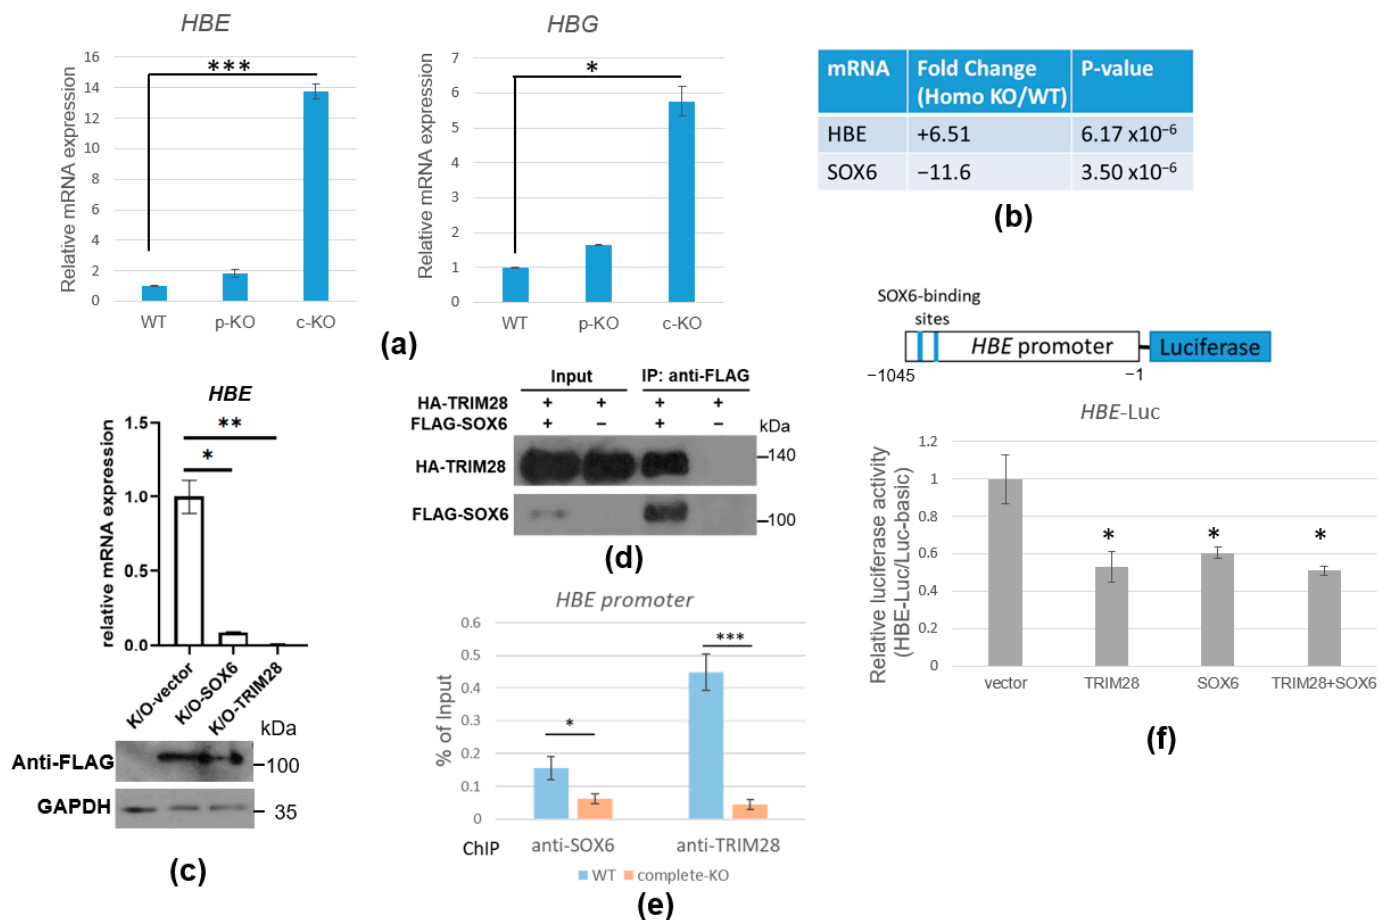 HBE
Relative mRNA expression
16
14
12
10
8
6
4
2
0
***
WT p-KO c-KO
HBG
Relative mRNA expression
7
6
5
4
3
2
1
0
*
WT p-KO c-KO
(a)
mRNA Fold Change (Homo KO/WT) P-value
HBE +6.51 6.17 x10⁻⁶
SOX6 −11.6 3.50 x10⁻⁶
(b)
HBE
relative mRNA expression
1.5
1.0
0.5
0.0
**
*
K/O-vector K/O-SOX6 K/O-TRIM28
kDa
Anti-FLAG –100
GAPDH – 35
(c)
Input IP: anti-FLAG
HA-TRIM28 + + + +
FLAG-SOX6 + – + – kDa
HA-TRIM28 –140
FLAG-SOX6 –100
(d)
HBE promoter
% of Input
0.6
0.5
0.4
0.3
0.2
0.1
0
*
***
ChIP anti-SOX6 anti-TRIM28
WT complete-KO
(e)
SOX6-binding
sites
HBE promoter Luciferase
−1045 −1
HBE-Luc
Relative luciferase activity
(HBE-Luc/Luc-basic)
1.2
1
0.8
0.6
0.4
0.2
0
* * *
vector TRIM28 SOX6 TRIM28+SOX6
(f)